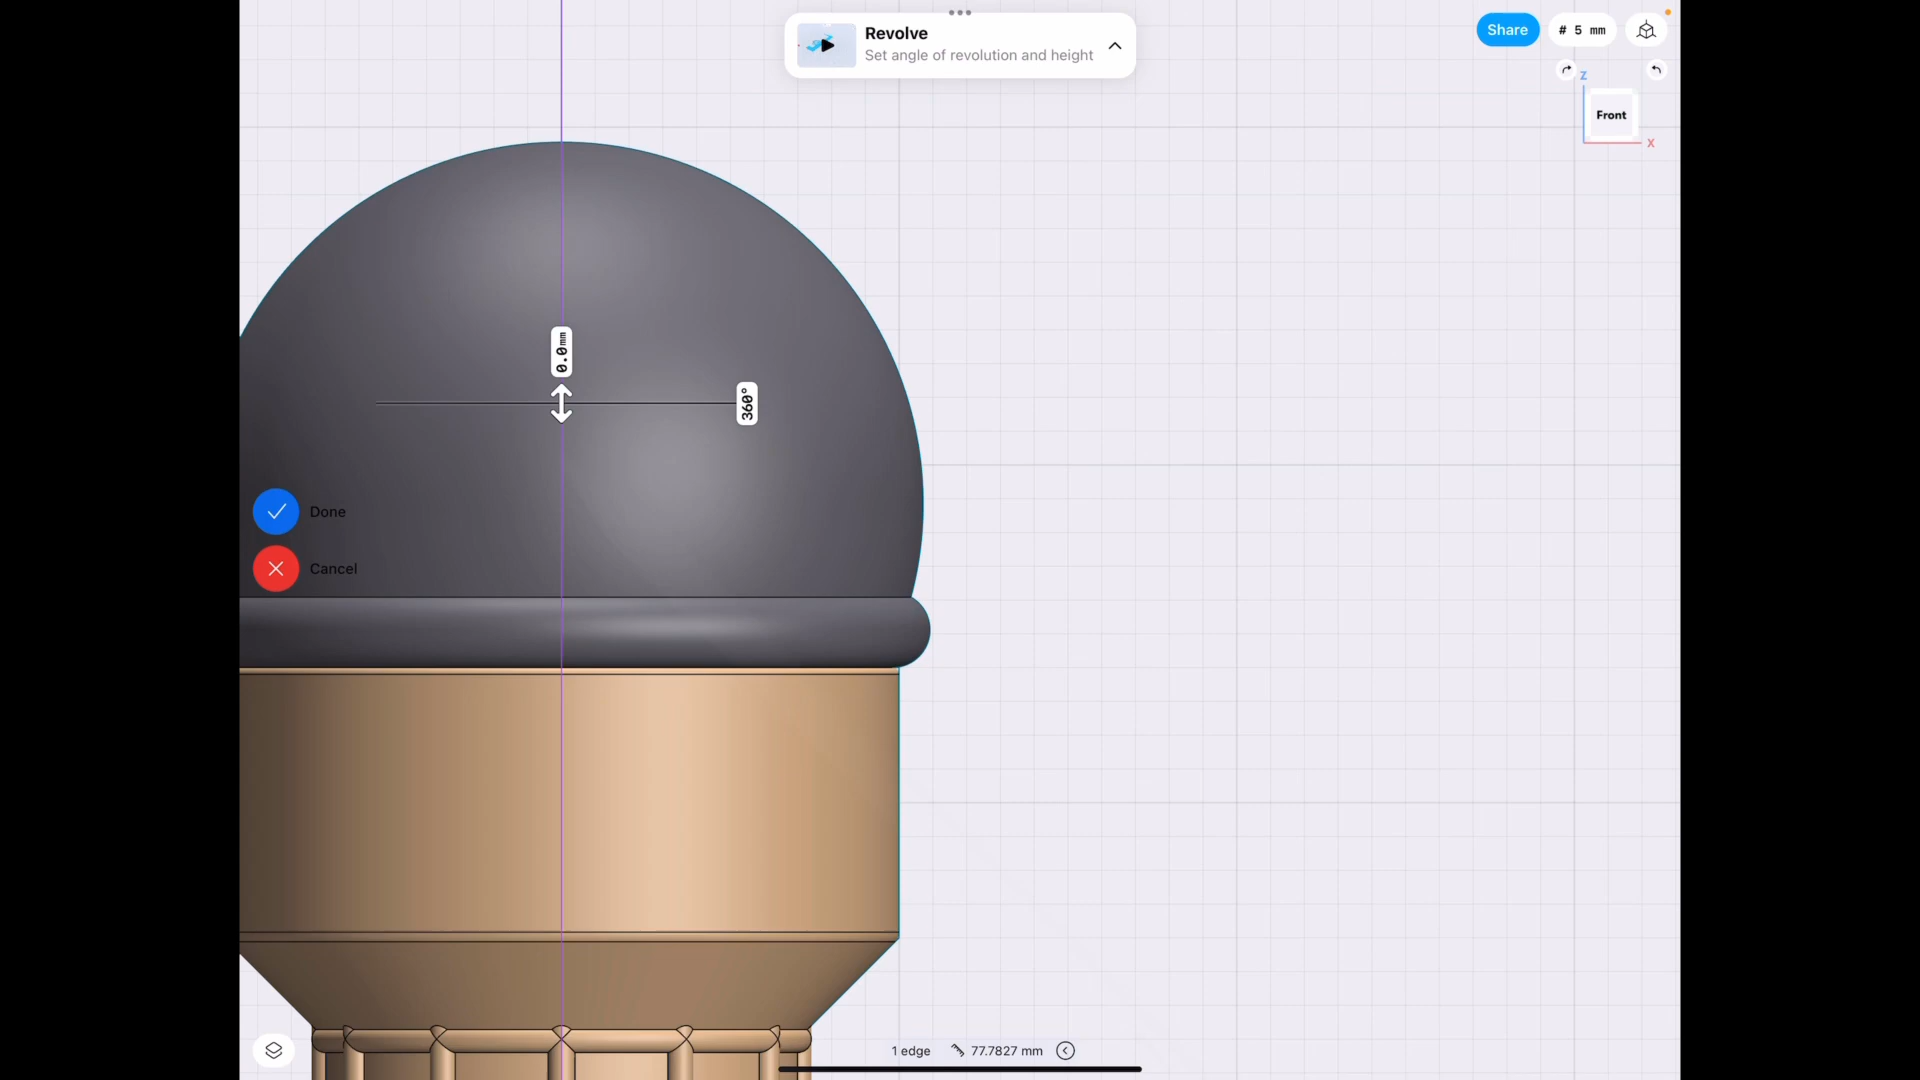 Revolve
Set angle of revolution and height
Share
# 5 mm
Z
Front
X
0.0mm
360°
Done
Cancel
1 edge
77.7827 mm